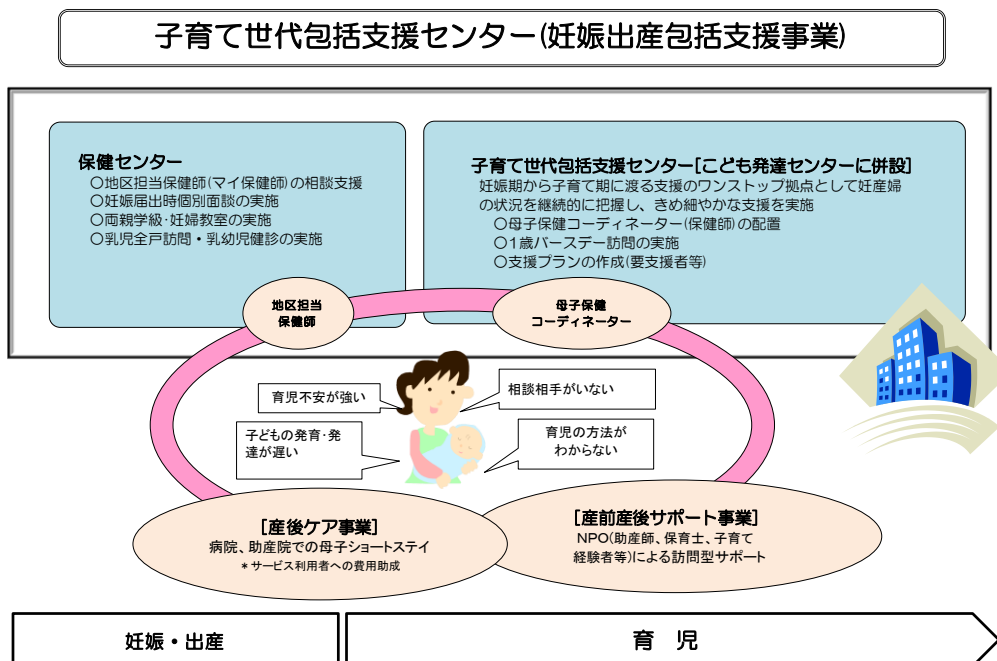 子育て世代包括支援センター(妊娠出産包括支援事業)
保健センター
○地区担当保健師(マイ保健師)の相談支援
○妊娠届出時個別面談の実施
○両親学級・妊婦教室の実施
○乳児全戸訪問・乳幼児健診の実施
子育て世代包括支援センター[こども発達センターに併設]
妊娠期から子育て期に渡る支援のワンストップ拠点として妊産婦
の状況を継続的に把握し、きめ細やかな支援を実施
○母子保健コーディネーター(保健師)の配置
○1歳バースデー訪問の実施
○支援プランの作成(要支援者等)
地区担当
保健師
母子保健
コーディネーター
育児不安が強い
相談相手がいない
子どもの発育・発
達が遅い
育児の方法が
わからない
[産後ケア事業]
病院、助産院での母子ショートステイ
*サービス利用者への費用助成
[産前産後サポート事業]
NPO(助産師、保育士、子育て
経験者等)による訪問型サポート
妊娠・出産
育 児